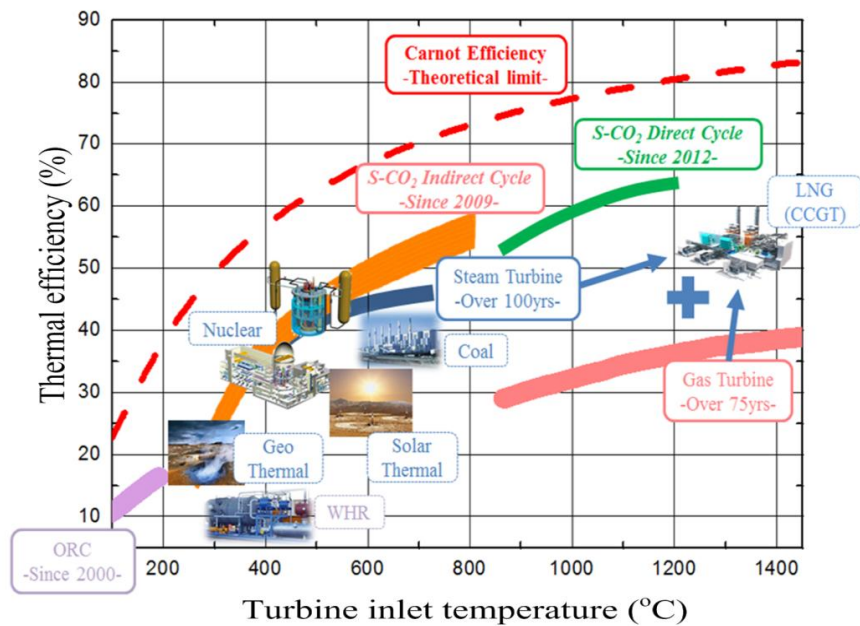 90
80
70
60
50
40
30
20
10
Thermal efficiency (%)
Carnot Efficiency
-Theoretical limit-
S-CO₂ Direct Cycle
-Since 2012-
S-CO₂ Indirect Cycle
-Since 2009-
LNG
(CCGT)
Steam Turbine
-Over 100yrs-
Nuclear
Coal
Gas Turbine
-Over 75yrs-
Geo
Thermal
Solar
Thermal
WHR
ORC
-Since 2000-
200 400 600 800 1000 1200 1400
Turbine inlet temperature (°C)